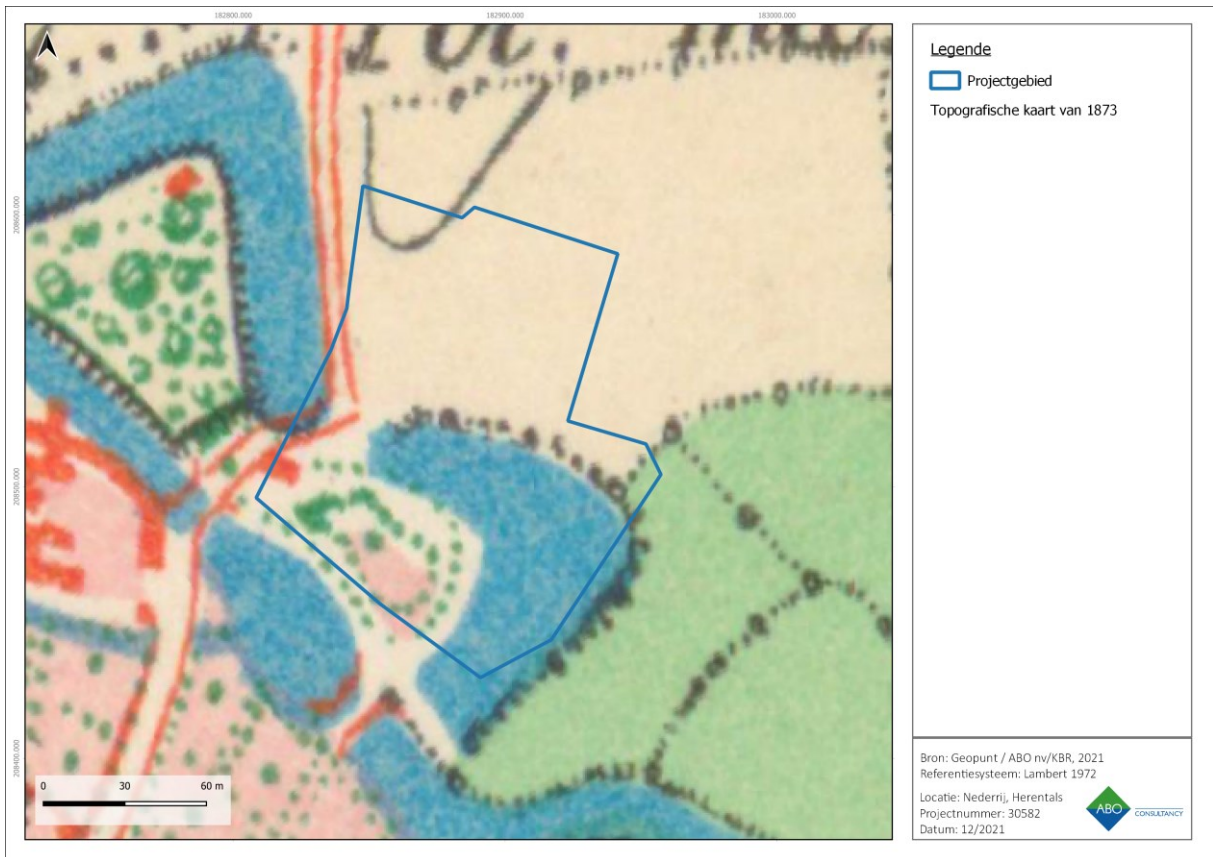 182800.000 182900.000 183000.000
208600.000
208500.000
208400.000
0 30 60 m
Legende
Projectgebied
Topografische kaart van 1873
Bron: Geopunt / ABO nv/KBR, 2021
Referentiesysteem: Lambert 1972
Locatie: Nederrij, Herentals
Projectnummer: 30582
Datum: 12/2021
ABO
CONSULTANCY